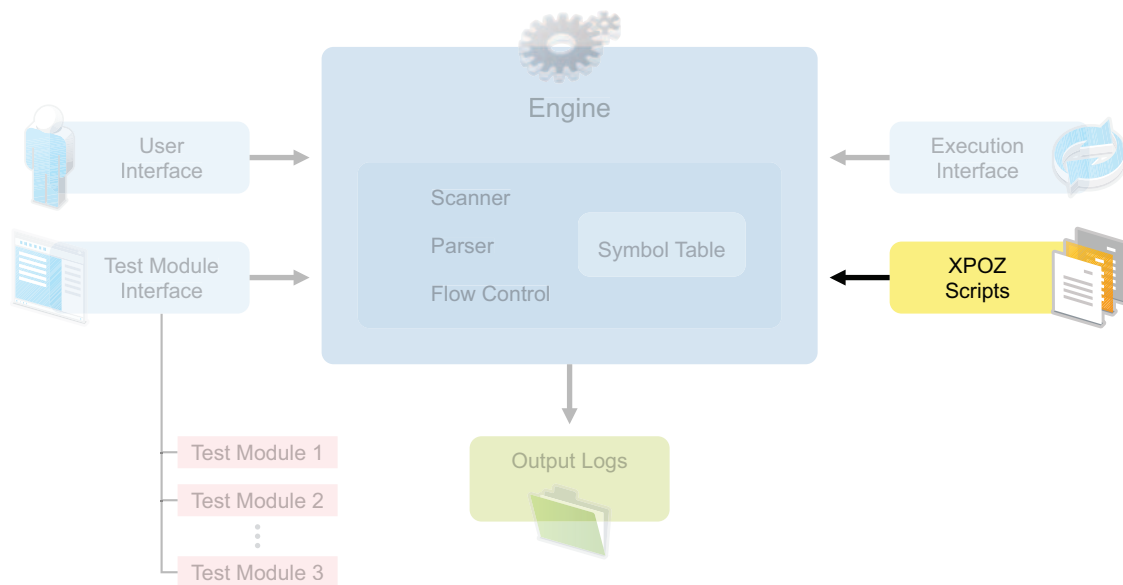 Engine
User
Interface
Execution
Interface
Scanner
Parser
Flow Control
Symbol Table
Test Module
Interface
XPOZ
Scripts
Test Module 1
Test Module 2
Test Module 3
Output Logs